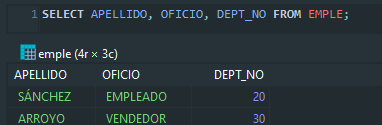 1 SELECT APELLIDO, OFICIO, DEPT_NO FROM EMPLE;
emple (4r × 3c)
APELLIDO OFICIO DEPT_NO
SÁNCHEZ EMPLEADO 20
ARROYO VENDEDOR 30